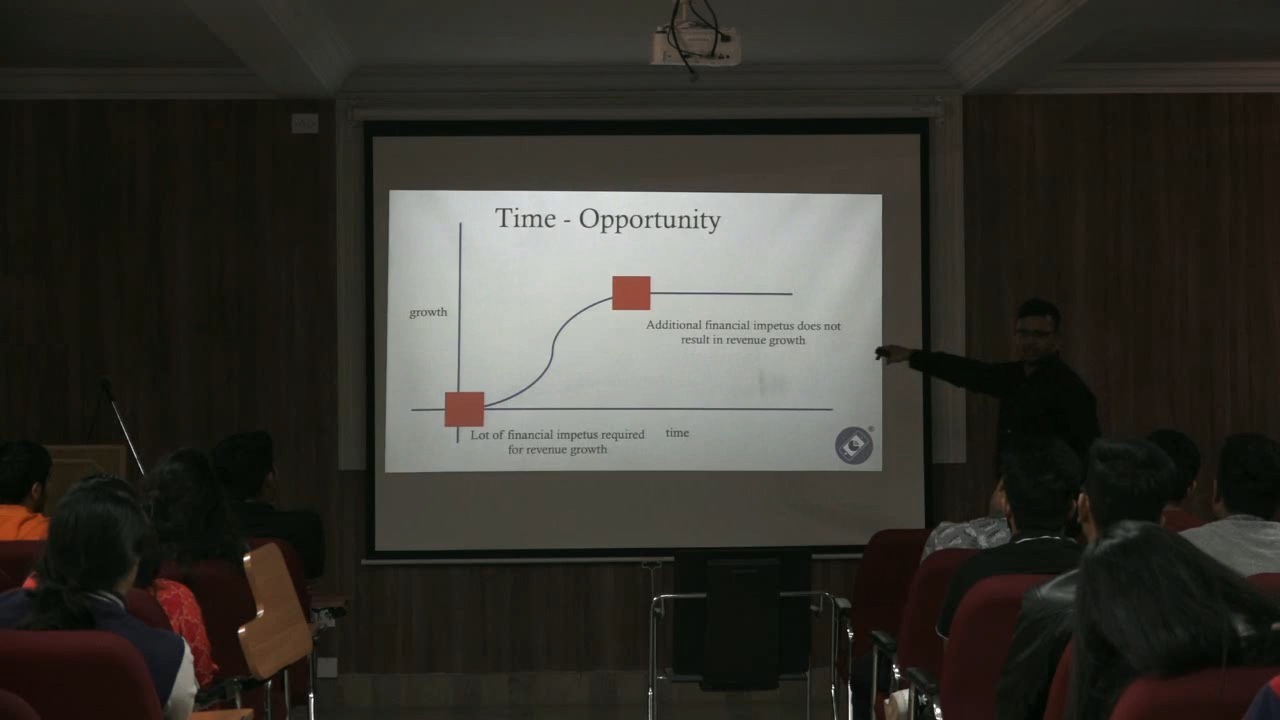 Time - Opportunity
growth
Additional financial impetus does not
result in revenue growth
Lot of financial impetus required
for revenue growth
time
®